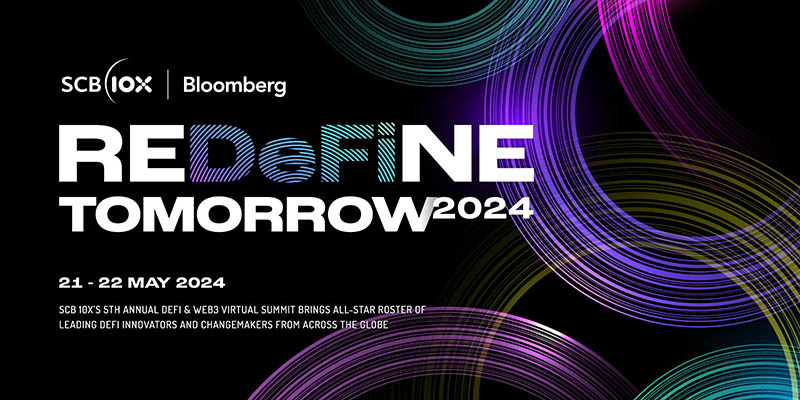 SCB 10X | Bloomberg
REDeFiNE
TOMORROW 2024
21 - 22 MAY 2024
SCB 10X'S 5TH ANNUAL DEFI & WEB3 VIRTUAL SUMMIT BRINGS ALL-STAR ROSTER OF
LEADING DEFI INNOVATORS AND CHANGEMAKERS FROM ACROSS THE GLOBE